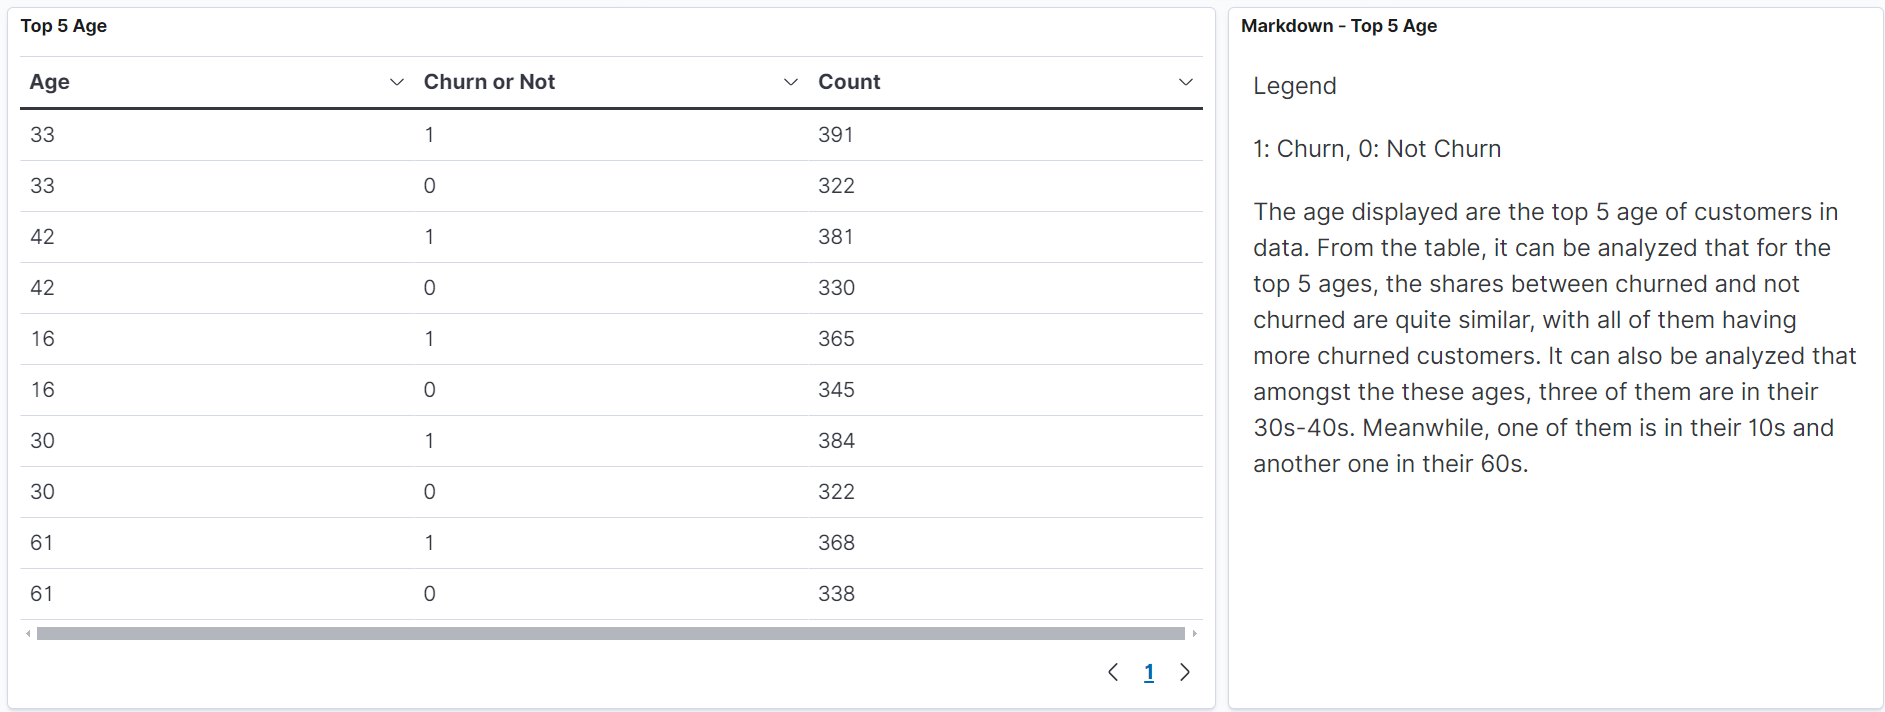 Top 5 Age
Age Churn or Not Count
33 1 391
33 0 322
42 1 381
42 0 330
16 1 365
16 0 345
30 1 384
30 0 322
61 1 368
61 0 338
1
Markdown - Top 5 Age
Legend
1: Churn, 0: Not Churn
The age displayed are the top 5 age of customers in
data. From the table, it can be analyzed that for the
top 5 ages, the shares between churned and not
churned are quite similar, with all of them having
more churned customers. It can also be analyzed that
amongst the these ages, three of them are in their
30s-40s. Meanwhile, one of them is in their 10s and
another one in their 60s.